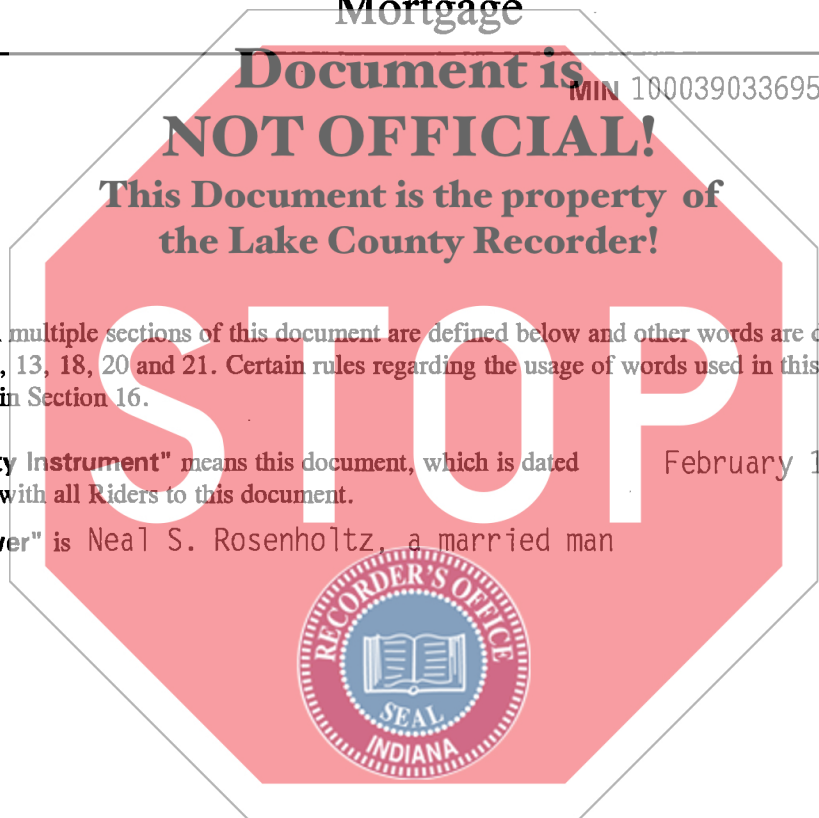 Mortgage
Document is
MIN 100039033695
NOT OFFICIAL!
This Document is the property of
the Lake County Recorder!
multiple sections of this document are defined below and other words are
, 13, 18, 20 and 21. Certain rules regarding the usage of words used in this
in Section 16.
STOP
ty Instrument" means this document, which is dated February 1
with all Riders to this document.
ver" is Neal S. Rosenholtz, a married man
RECORDER'S OFFICE
SEAL
INDIANA